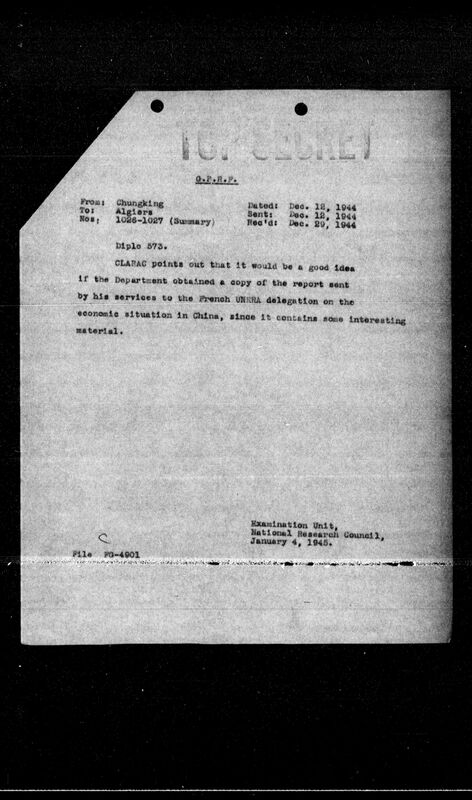 TOP SECRET
G.P.R.F.
From: Chungking Dated: Dec. 12, 1944
To: Algiers Sent: Dec. 12, 1944
Nos: 1026-1027 (Summary) Rec'd: Dec. 29, 1944
Diplo 573.
CLARAC points out that it would be a good idea
if the Department obtained a copy of the report sent
by his services to the French UNRRA delegation on the
economic situation in China, since it contains some interesting
material.
Examination Unit,
National Research Council,
January 4, 1945.
C
File FG-4901